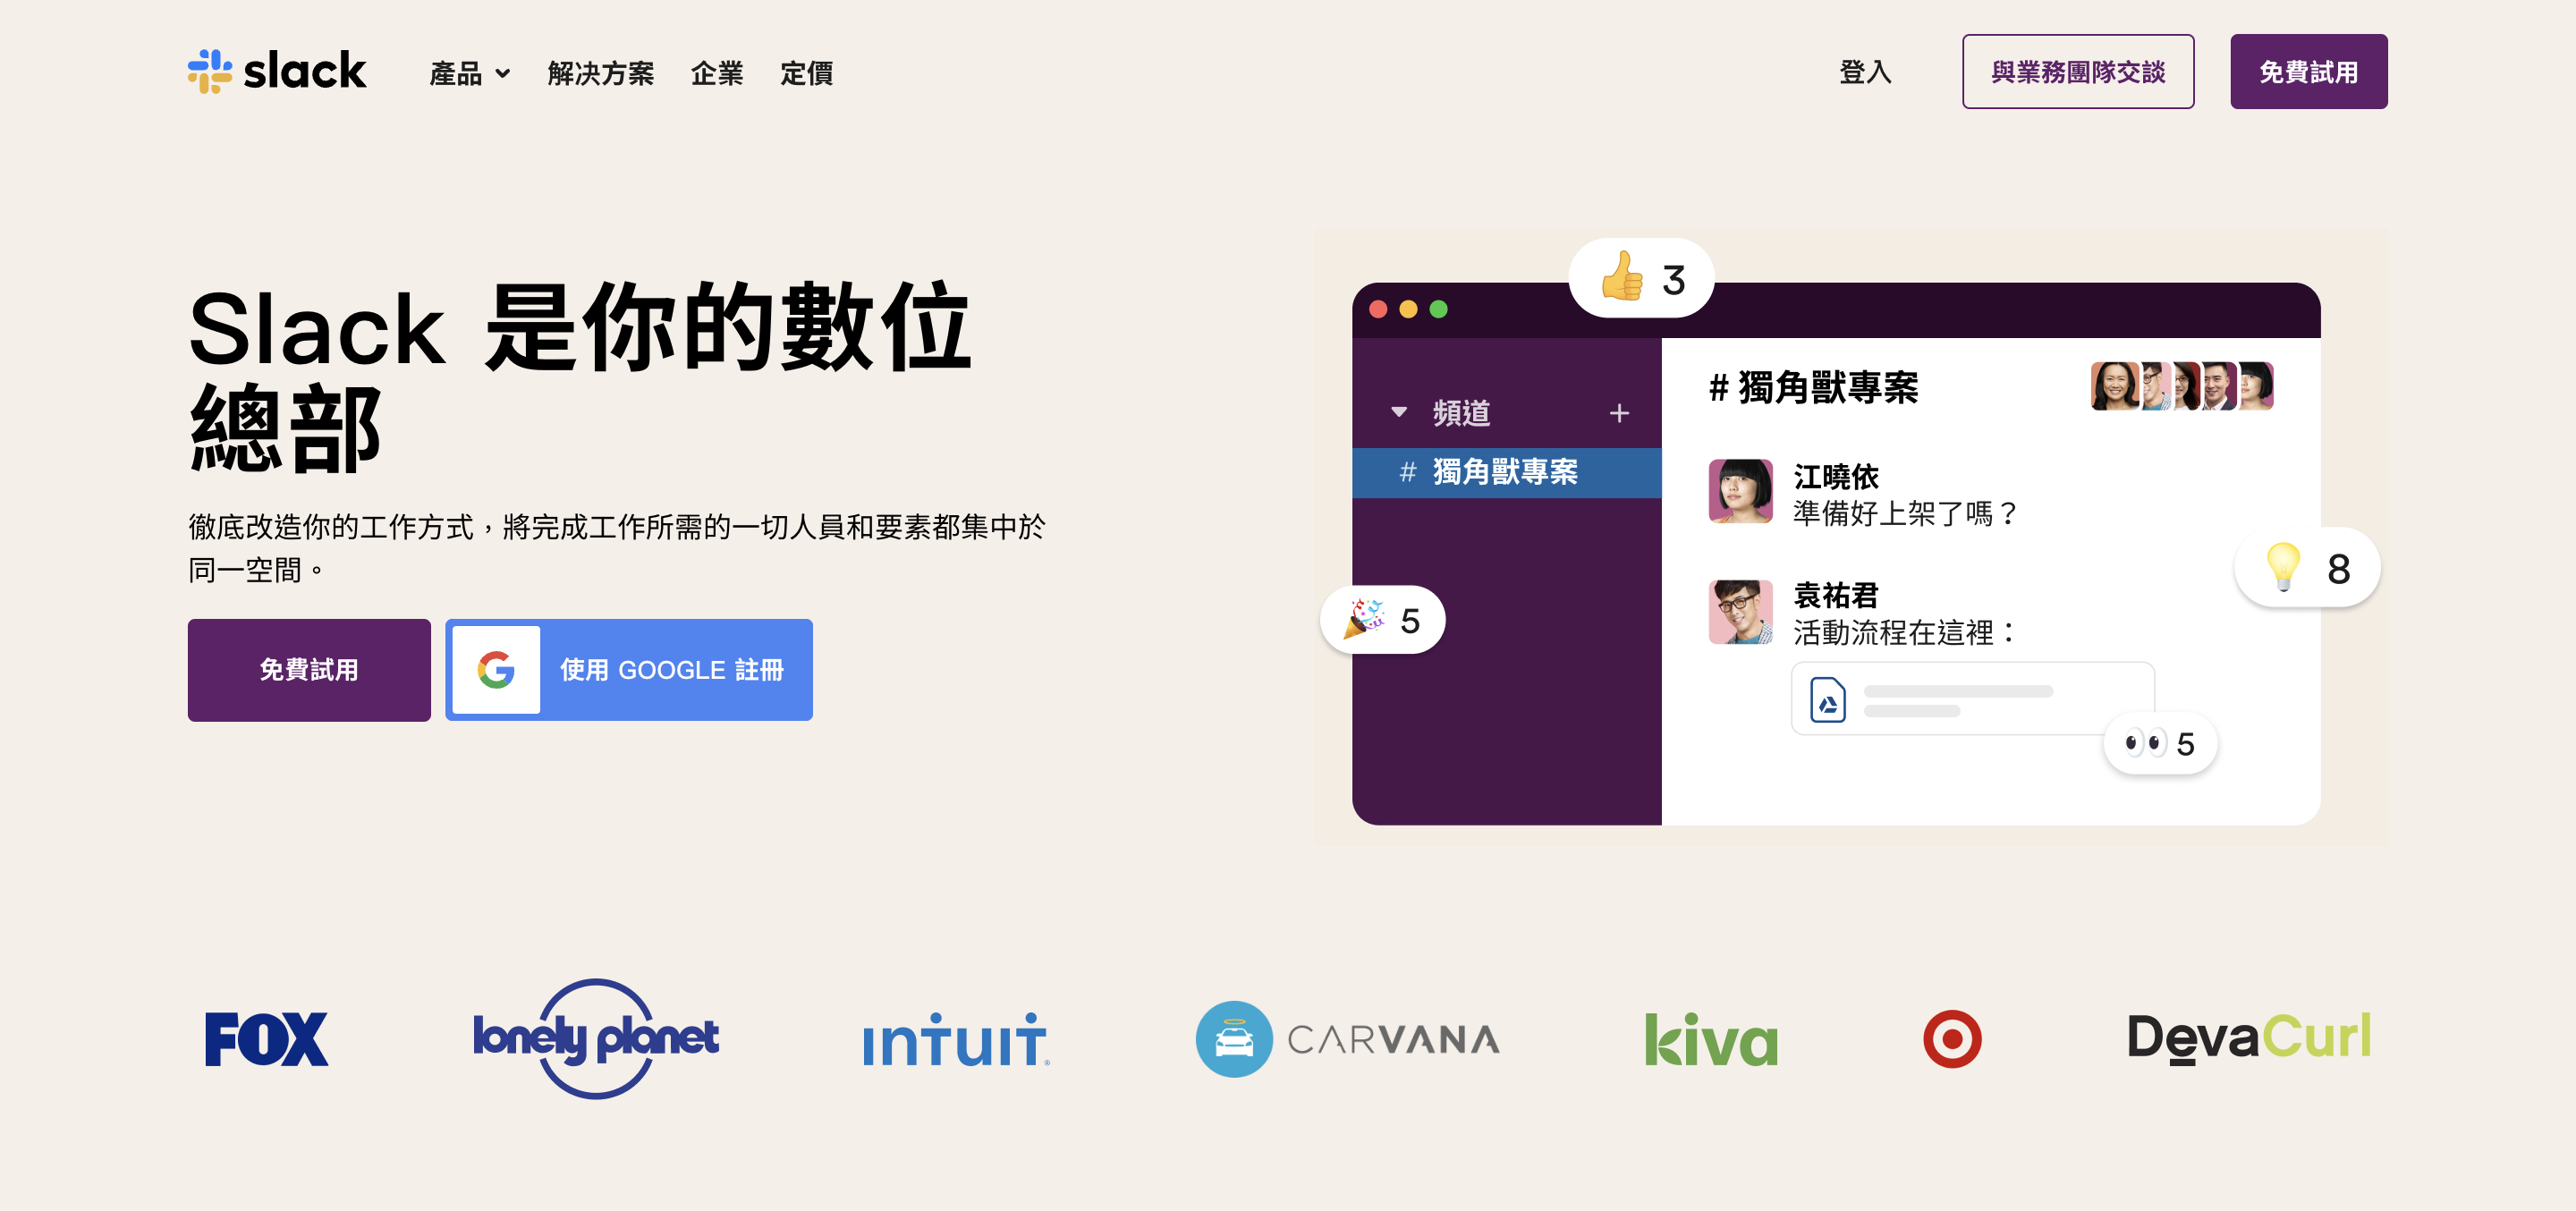 slack
產品
解決方案
企業
定價
登入
與業務團隊交談
免費試用
Slack 是你的數位
總部
徹底改造你的工作方式，將完成工作所需的一切人員和要素都集中於
同一空間。
免費試用
使用 GOOGLE 註冊
3
頻道 +
# 獨角獸專案
# 獨角獸專案
江曉依
準備好上架了嗎？
8
袁祐君
活動流程在這裡：
5
5
FOX
lonely planet
intuit®
CARVANA
kiva
DevaCurl